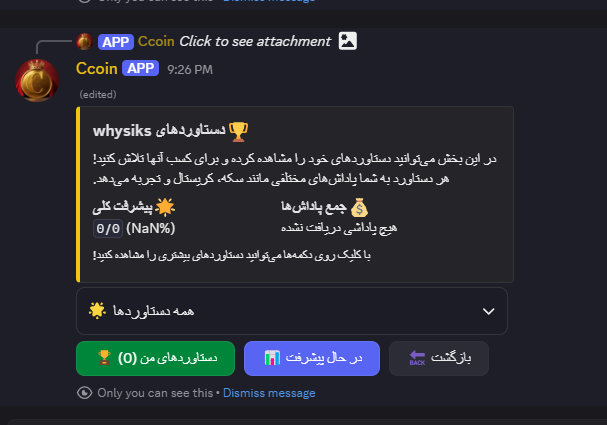 Only you can see this • Dismiss message
APP Ccoin Click to see attachment
Ccoin APP 9:26 PM
(edited)
🏆 دستاوردهای whysiks
در این بخش می‌توانید دستاوردهای خود را مشاهده کرده و برای کسب آنها تلاش کنید!
هر دستاورد به شما پاداش‌های مختلفی مانند سکه، کریستال و تجربه می‌دهد.
💰 جمع پاداش‌ها
هیچ پاداشی دریافت نشده
🌟 پیشرفت کلی
0/0 (NaN%)
با کلیک روی دکمه‌ها می‌توانید دستاوردهای بیشتری را مشاهده کنید!
همه دستاوردها 🌟
دستاوردهای من (0) 🏆
در حال پیشرفت 📊
بازگشت 🔙
Only you can see this • Dismiss message